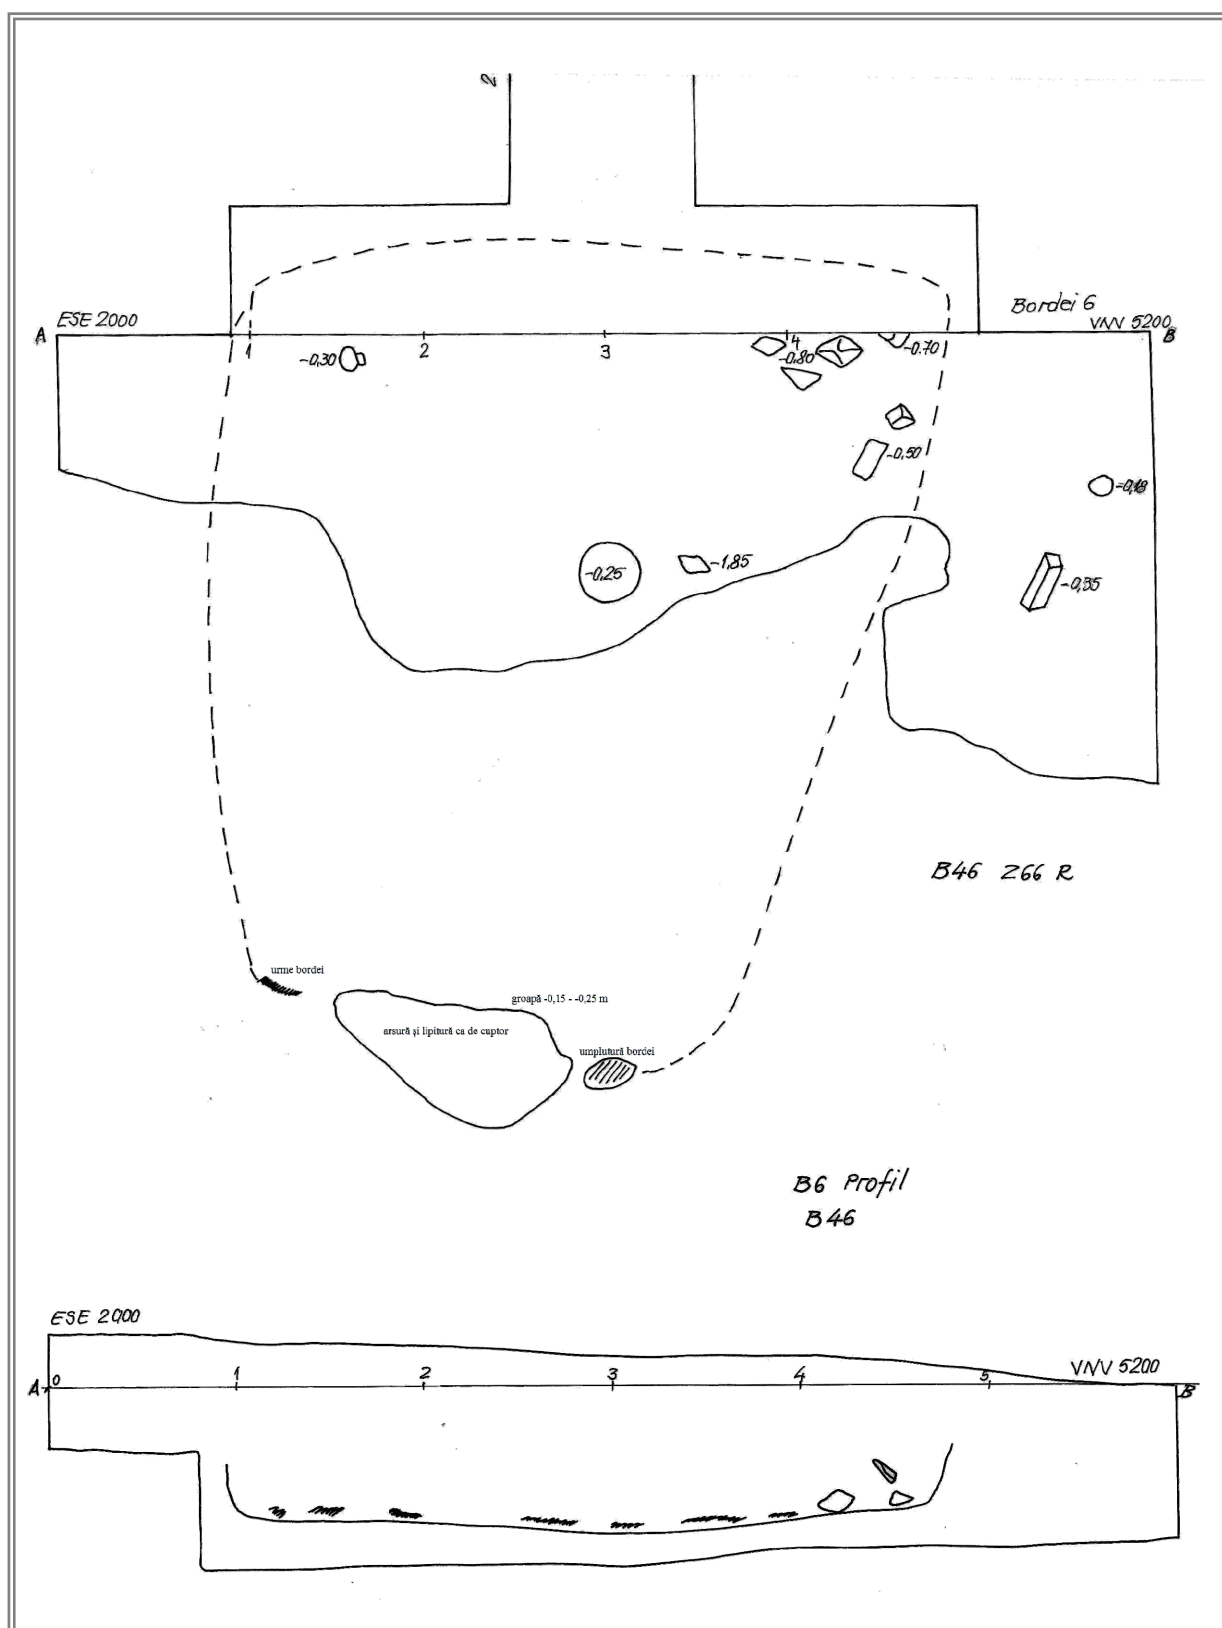 2
Bordei 6
A ESE 2000 VNV 5200 B
1 2 3 4
-0,30 -0,80 -0.70
-0,50
=0,18
-0,25 -1,85 -0,35
B46 Z66 R
urme bordei
groapă -0,15 - -0,25 m
arsură și lipitură ca de cuptor
umplutură bordei
B6 Profil
B46
ESE 2000
A 0 1 2 3 4 5 VNV 5200 B